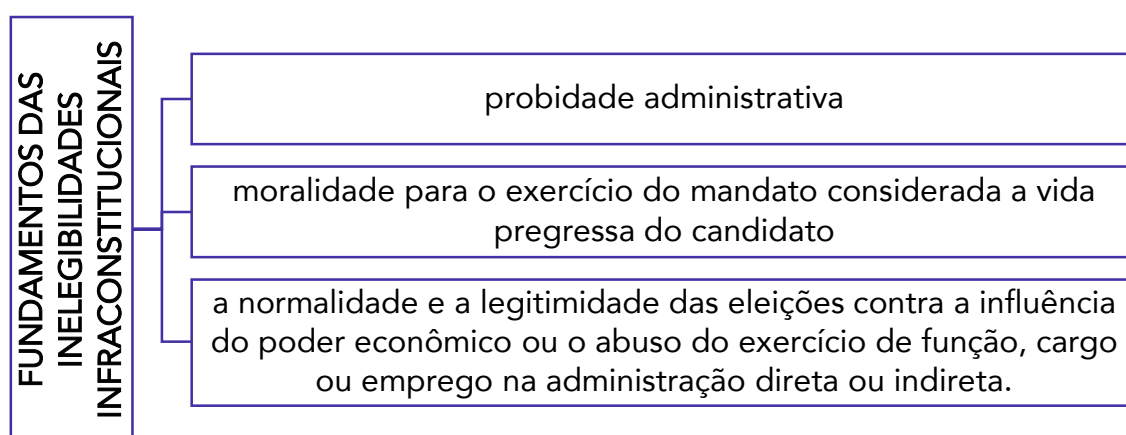 FUNDAMENTOS DAS
INELEGIBILIDADES
INFRACONSTITUCIONAIS
probidade administrativa
moralidade para o exercício do mandato considerada a vida
pregressa do candidato
a normalidade e a legitimidade das eleições contra a influência
do poder econômico ou o abuso do exercício de função, cargo
ou emprego na administração direta ou indireta.